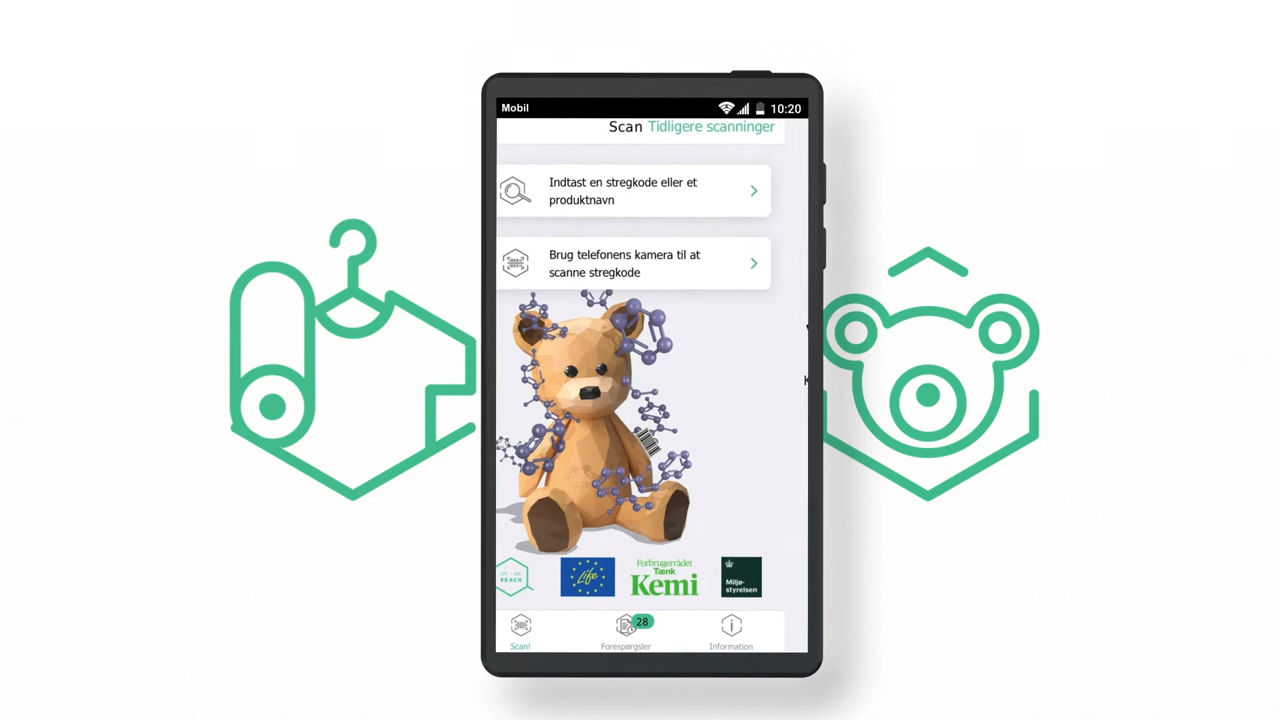 Mobil
10:20
Scan Tidligere scanninger
Indtast en stregkode eller et
produktnavn
Brug telefonens kamera til at
scanne stregkode
REACH
Life
Forbrugerrådet
Tænk
Kemi
Miljø-
styrelsen
28
Scan!
Forespørgsler
Information